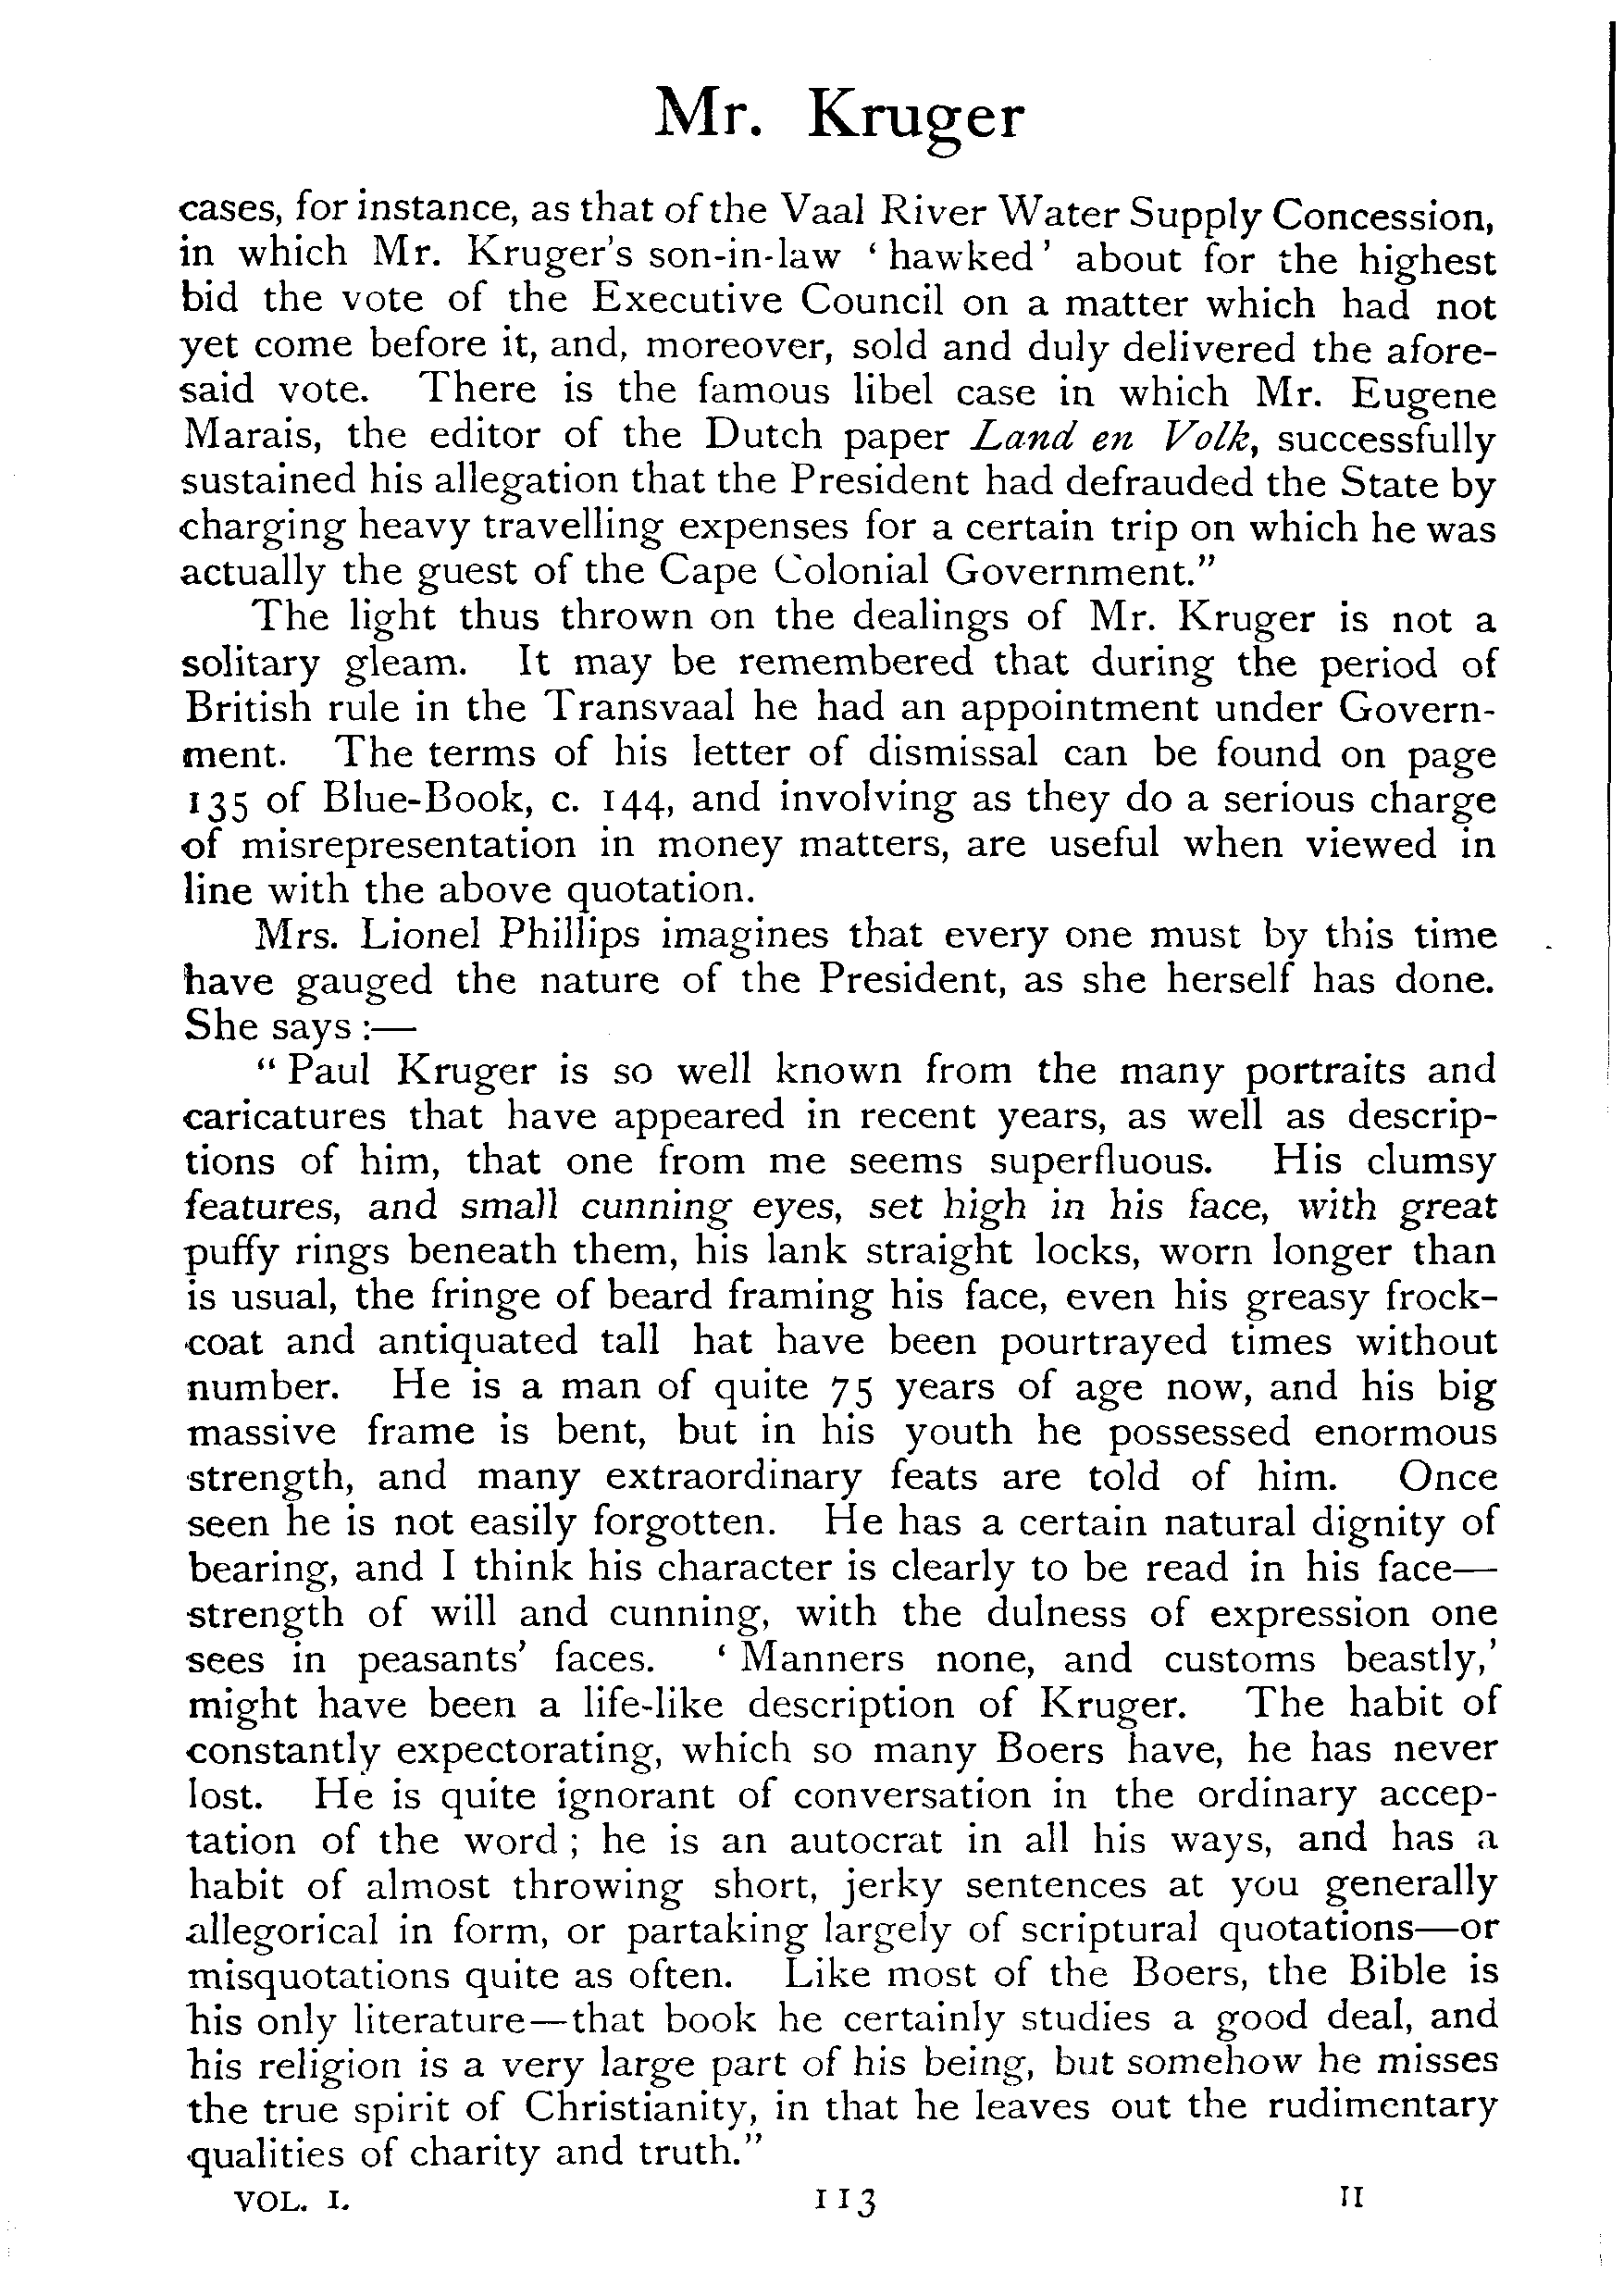 Mr. Kruger
cases, for instance, as that of the Vaal River Water Supply Concession,
in which Mr. Kruger's son-in-law ‘hawked’ about for the highest
bid the vote of the Executive Council on a matter which had not
yet come before it, and, moreover, sold and duly delivered the afore-
said vote. There is the famous libel case in which Mr. Eugene
Marais, the editor of the Dutch paper Land en Volk, successfully
sustained his allegation that the President had defrauded the State by
charging heavy travelling expenses for a certain trip on which he was
actually the guest of the Cape Colonial Government.”
The light thus thrown on the dealings of Mr. Kruger is not a
solitary gleam. It may be remembered that during the period of
British rule in the Transvaal he had an appointment under Govern-
ment. The terms of his letter of dismissal can be found on page
135 of Blue-Book, c. 144, and involving as they do a serious charge
of misrepresentation in money matters, are useful when viewed in
line with the above quotation.
Mrs. Lionel Phillips imagines that every one must by this time
have gauged the nature of the President, as she herself has done.
She says :—
“Paul Kruger is so well known from the many portraits and
caricatures that have appeared in recent years, as well as descrip-
tions of him, that one from me seems superfluous. His clumsy
features, and small cunning eyes, set high in his face, with great
puffy rings beneath them, his lank straight locks, worn longer than
is usual, the fringe of beard framing his face, even his greasy frock-
coat and antiquated tall hat have been pourtrayed times without
number. He is a man of quite 75 years of age now, and his big
massive frame is bent, but in his youth he possessed enormous
strength, and many extraordinary feats are told of him. Once
seen he is not easily forgotten. He has a certain natural dignity of
bearing, and I think his character is clearly to be read in his face—
strength of will and cunning, with the dulness of expression one
sees in peasants’ faces. ‘Manners none, and customs beastly,’
might have been a life-like description of Kruger. The habit of
constantly expectorating, which so many Boers have, he has never
lost. He is quite ignorant of conversation in the ordinary accep-
tation of the word ; he is an autocrat in all his ways, and has a
habit of almost throwing short, jerky sentences at you generally
allegorical in form, or partaking largely of scriptural quotations—or
misquotations quite as often. Like most of the Boers, the Bible is
his only literature—that book he certainly studies a good deal, and
his religion is a very large part of his being, but somehow he misses
the true spirit of Christianity, in that he leaves out the rudimentary
qualities of charity and truth.”
VOL. I. 113 11